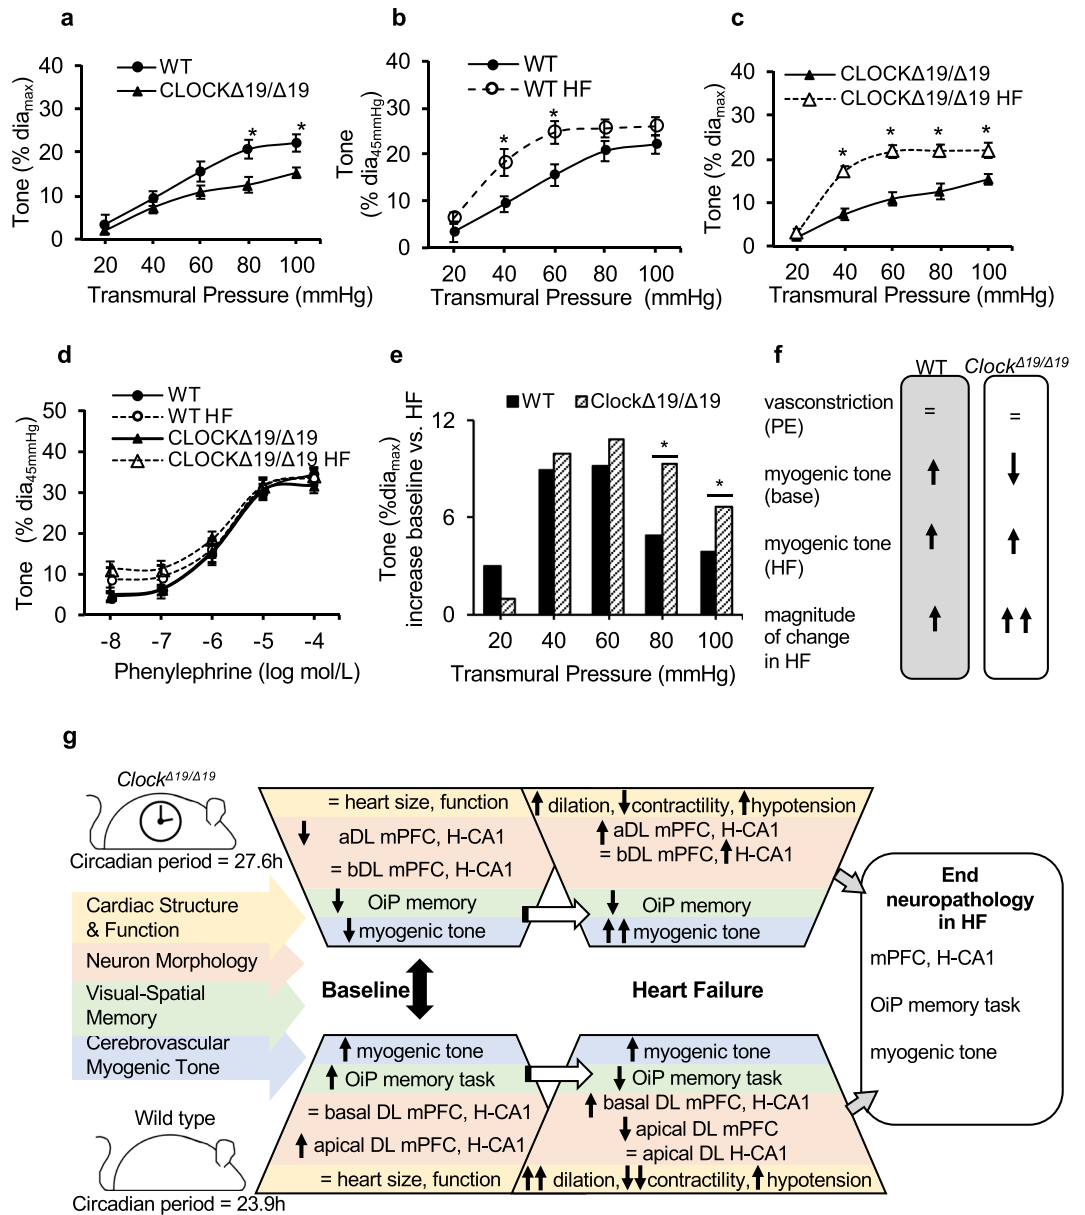 a
WT
CLOCKΔ19/Δ19
Tone (% dia_max)
40
30
20
10
0
*
*
20 40 60 80 100
Transmural Pressure (mmHg)
b
WT
WT HF
Tone
(% dia_45mmHg)
40
30
20
10
0
*
*
20 40 60 80 100
Transmural Pressure (mmHg)
c
CLOCKΔ19/Δ19
CLOCKΔ19/Δ19 HF
Tone (% dia_max)
40
30
20
10
0
* * * *
20 40 60 80 100
Transmural Pressure (mmHg)
d
WT
WT HF
CLOCKΔ19/Δ19
CLOCKΔ19/Δ19 HF
Tone (% dia_45mmHg)
50
40
30
20
10
0
-8 -7 -6 -5 -4
Phenylephrine (log mol/L)
e
WT ClockΔ19/Δ19
Tone (%dia_max)
increase baseline vs. HF
12
6
0
*
*
20 40 60 80 100
Transmural Pressure (mmHg)
f
WT Clock^Δ19/Δ19
vasconstriction
(PE)
= =
myogenic tone
(base)
↑ ↓
myogenic tone
(HF)
↑ ↑
magnitude
of change
in HF
↑ ↑↑
g
Clock^Δ19/Δ19
Circadian period = 27.6h
Cardiac Structure
& Function
Neuron Morphology
Visual-Spatial
Memory
Cerebrovascular
Myogenic Tone
Wild type
Circadian period = 23.9h
= heart size, function
↓ aDL mPFC, H-CA1
= bDL mPFC, H-CA1
↓ OiP memory
↓ myogenic tone
↑ dilation, ↓ contractility, ↑ hypotension
↑ aDL mPFC, H-CA1
= bDL mPFC, ↑ H-CA1
↓ OiP memory
↑↑ myogenic tone
Baseline
Heart Failure
↑ myogenic tone
↑ OiP memory task
= basal DL mPFC, H-CA1
↑ apical DL mPFC, H-CA1
= heart size, function
↑ myogenic tone
↓ OiP memory task
↑ basal DL mPFC, H-CA1
↓ apical DL mPFC
= apical DL H-CA1
↑↑ dilation, ↓↓ contractility, ↑ hypotension
End
neuropathology
in HF
mPFC, H-CA1
OiP memory task
myogenic tone